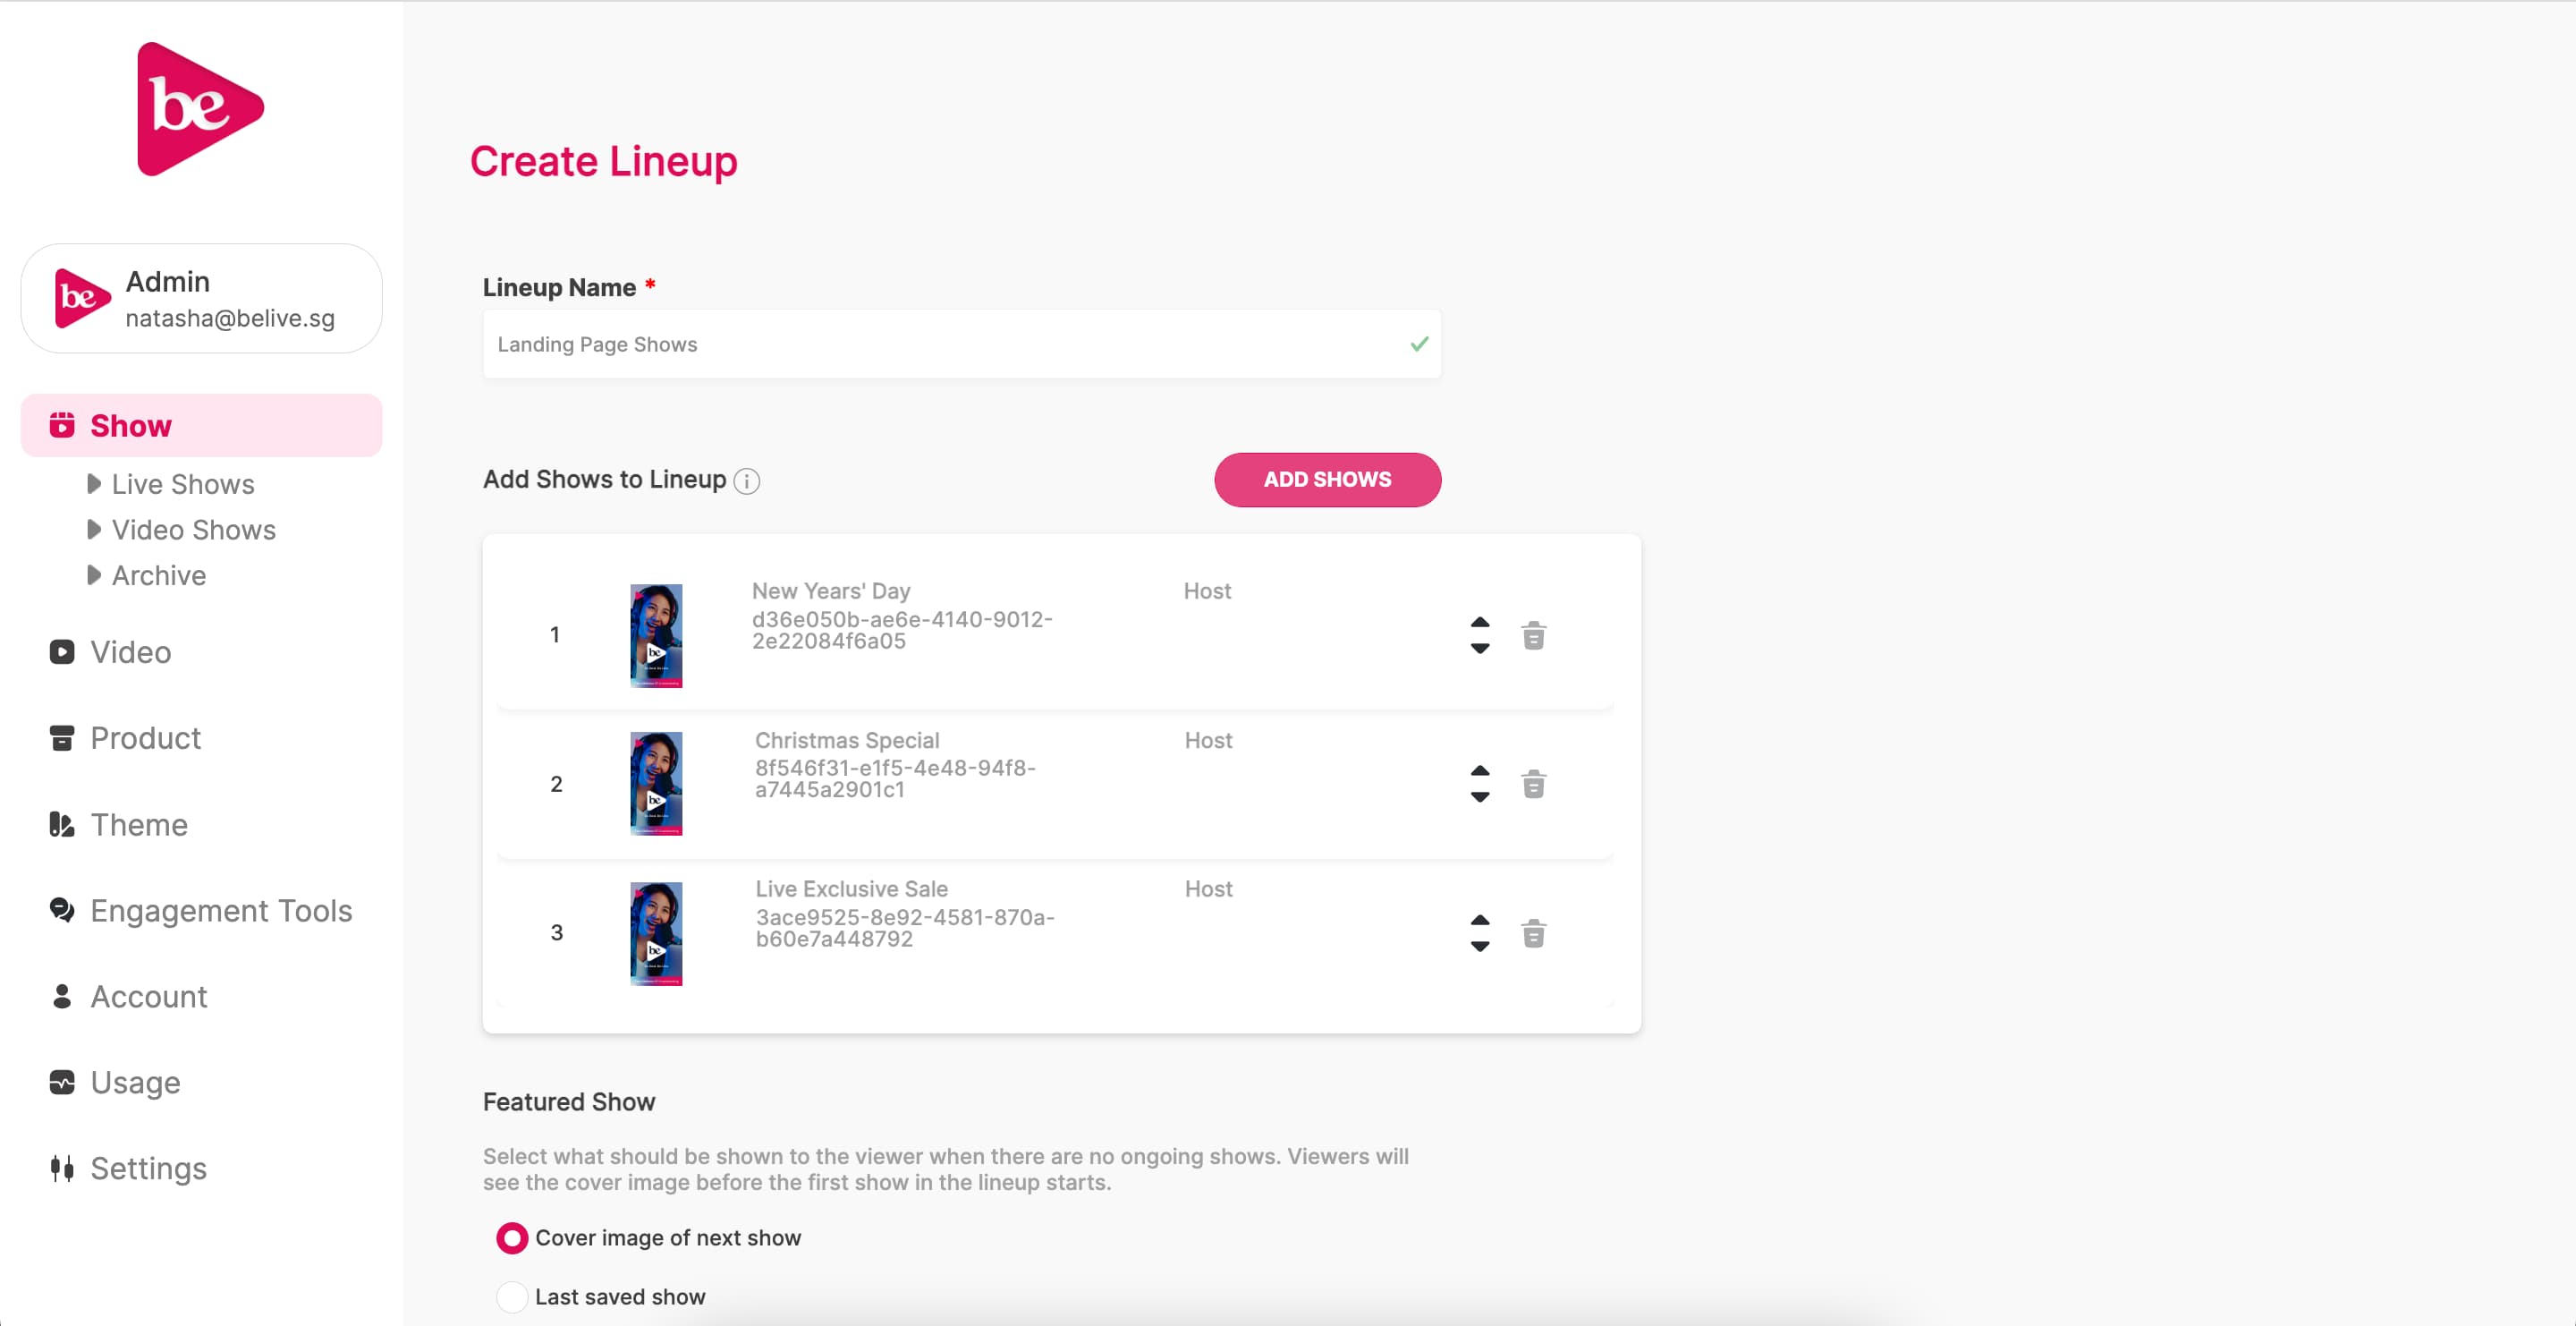 be
be
Admin
natasha@belive.sg
Show
Live Shows
Video Shows
Archive
Video
Product
Theme
Engagement Tools
Account
Usage
Settings
Create Lineup
Lineup Name *
Landing Page Shows
Add Shows to Lineup
ADD SHOWS
1
be
New Years' Day
d36e050b-ae6e-4140-9012-
2e22084f6a05
Host
2
be
Christmas Special
8f546f31-e1f5-4e48-94f8-
a7445a2901c1
Host
3
be
Live Exclusive Sale
3ace9525-8e92-4581-870a-
b60e7a448792
Host
Featured Show
Select what should be shown to the viewer when there are no ongoing shows. Viewers will
see the cover image before the first show in the lineup starts.
Cover image of next show
Last saved show